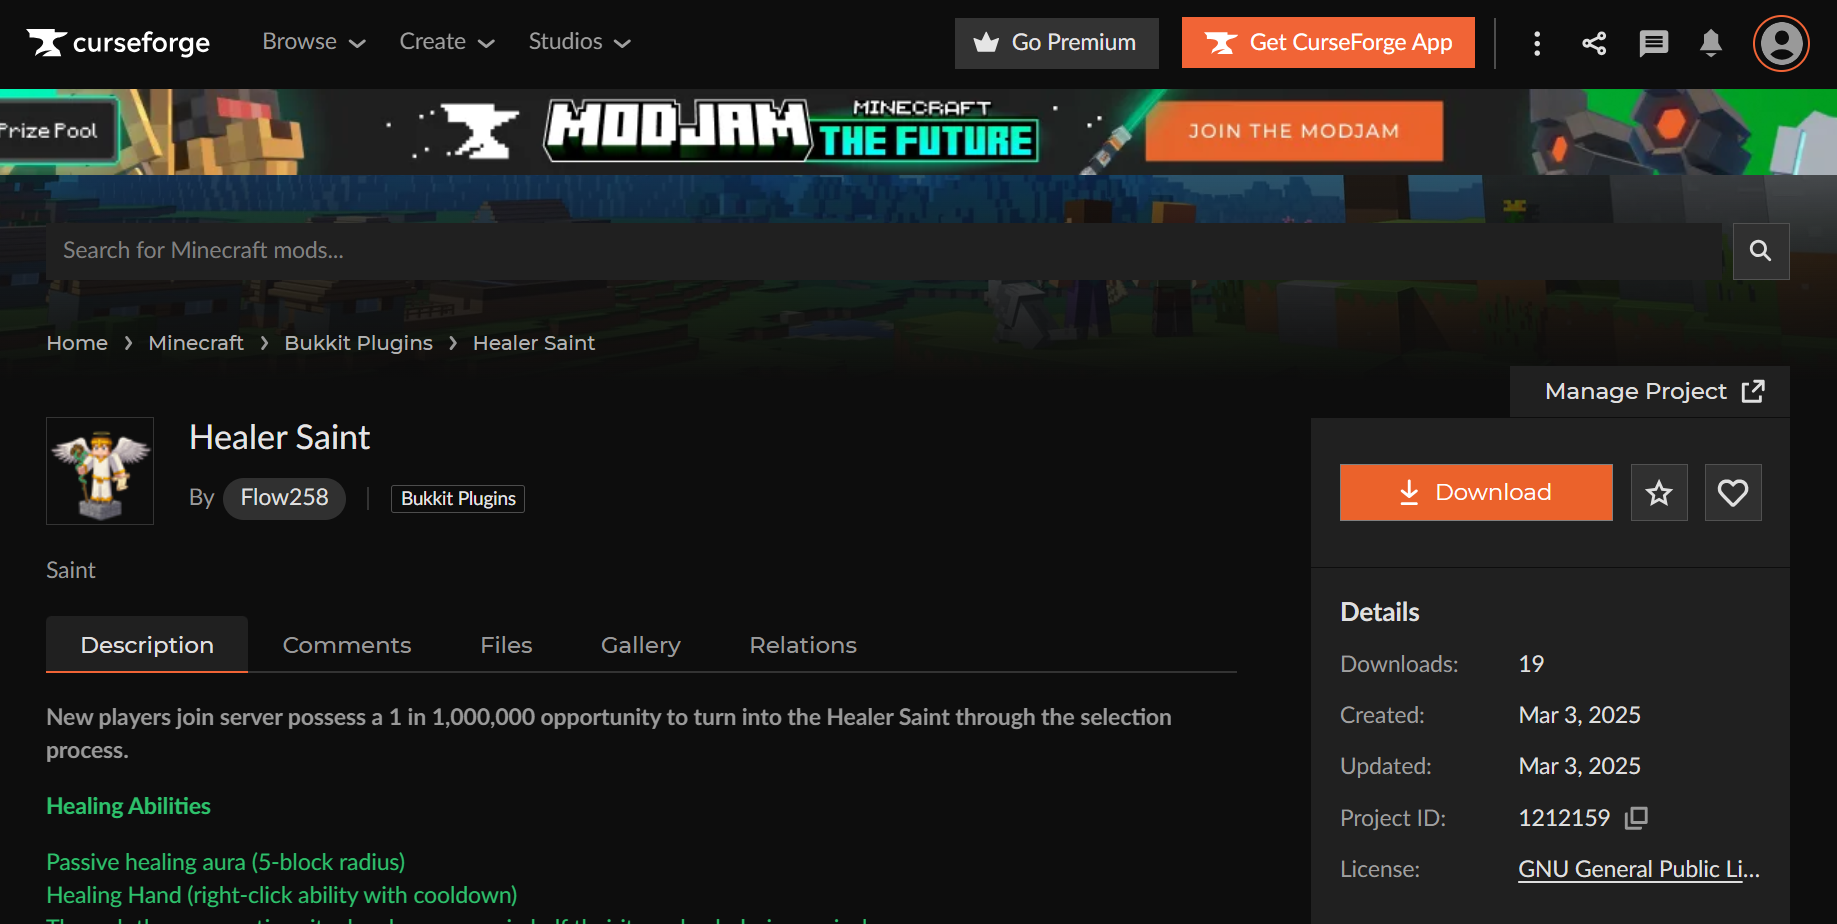 curseforge
Browse
Create
Studios
Go Premium
Get CurseForge App
Prize Pool
MODJAM
MINECRAFT
THE FUTURE
JOIN THE MODJAM
Search for Minecraft mods...
Home › Minecraft › Bukkit Plugins › Healer Saint
Manage Project
Healer Saint
By Flow258
Bukkit Plugins
Download
Saint
Description
Comments
Files
Gallery
Relations
New players join server possess a 1 in 1,000,000 opportunity to turn into the Healer Saint through the selection
process.
Healing Abilities
Passive healing aura (5-block radius)
Healing Hand (right-click ability with cooldown)
Details
Downloads: 19
Created: Mar 3, 2025
Updated: Mar 3, 2025
Project ID: 1212159
License: GNU General Public Li...